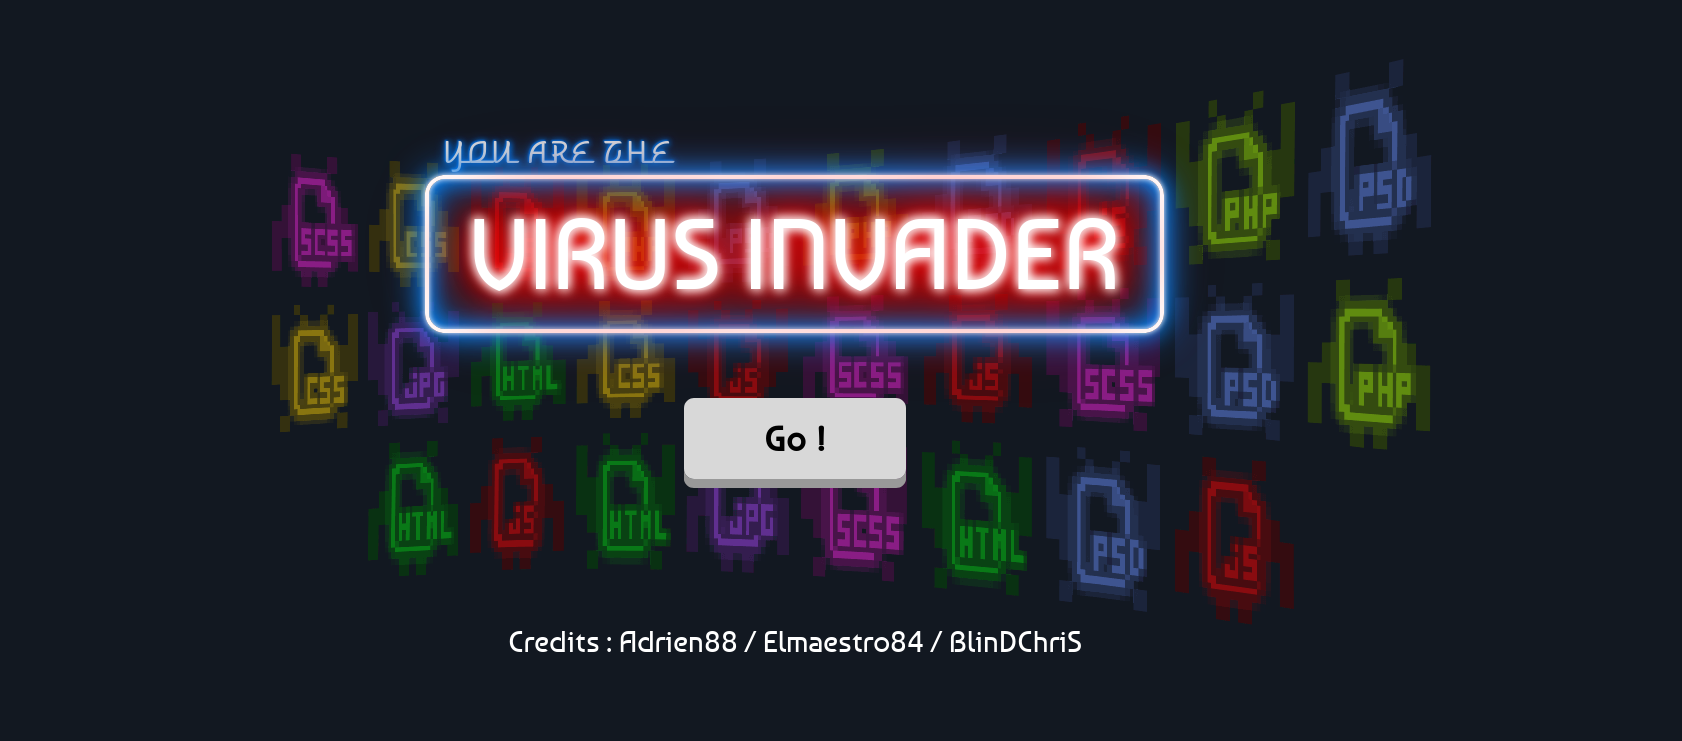 YOU ARE THE
VIRUS INVADER
PHP
PSD
SCSS
CSS
CSS
JPG
HTML
CSS
JS
SCSS
JS
SCSS
PSD
PHP
Go !
HTML
JS
HTML
JPG
SCSS
HTML
PSD
JS
Credits : Adrien88 / Elmaestro84 / BlinDChriS